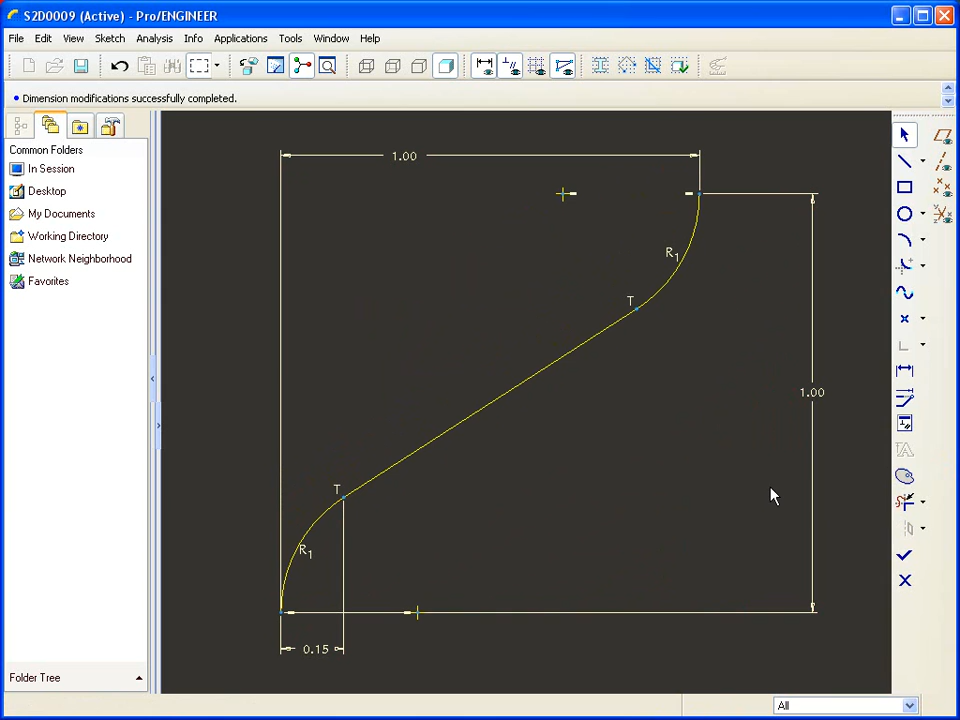 S2D0009 (Active) - Pro/ENGINEER
File Edit View Sketch Analysis Info Applications Tools Window Help
Dimension modifications successfully completed.
Common Folders
In Session
Desktop
My Documents
Working Directory
Network Neighborhood
Favorites
Folder Tree
1.00
R1
T
1.00
T
R1
0.15
All